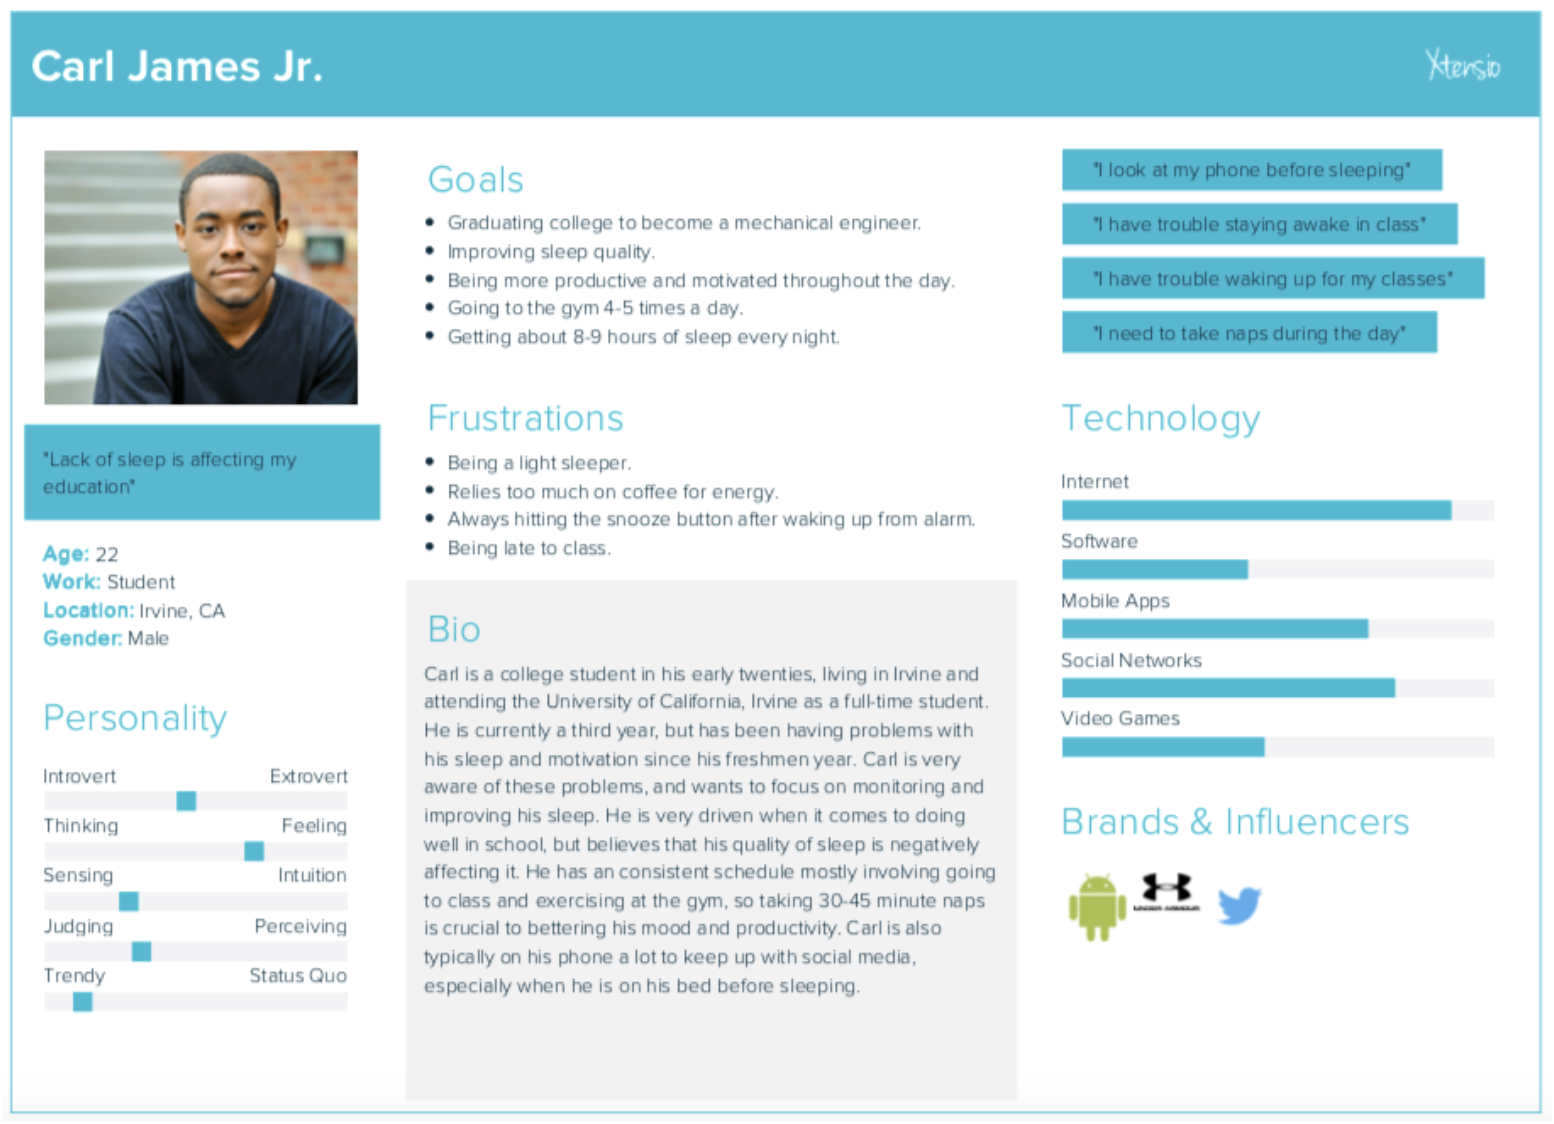 Carl James Jr.
Xtensio
"Lack of sleep is affecting my
education"
Age: 22
Work: Student
Location: Irvine, CA
Gender: Male
Personality
Introvert Extrovert
Thinking Feeling
Sensing Intuition
Judging Perceiving
Trendy Status Quo
Goals
• Graduating college to become a mechanical engineer.
• Improving sleep quality.
• Being more productive and motivated throughout the day.
• Going to the gym 4-5 times a day.
• Getting about 8-9 hours of sleep every night.
Frustrations
• Being a light sleeper.
• Relies too much on coffee for energy.
• Always hitting the snooze button after waking up from alarm.
• Being late to class.
Bio
Carl is a college student in his early twenties, living in Irvine and
attending the University of California, Irvine as a full-time student.
He is currently a third year, but has been having problems with
his sleep and motivation since his freshmen year. Carl is very
aware of these problems, and wants to focus on monitoring and
improving his sleep. He is very driven when it comes to doing
well in school, but believes that his quality of sleep is negatively
affecting it. He has an consistent schedule mostly involving going
to class and exercising at the gym, so taking 30-45 minute naps
is crucial to bettering his mood and productivity. Carl is also
typically on his phone a lot to keep up with social media,
especially when he is on his bed before sleeping.
"I look at my phone before sleeping"
"I have trouble staying awake in class"
"I have trouble waking up for my classes"
"I need to take naps during the day"
Technology
Internet
Software
Mobile Apps
Social Networks
Video Games
Brands & Influencers
UNDER ARMOUR